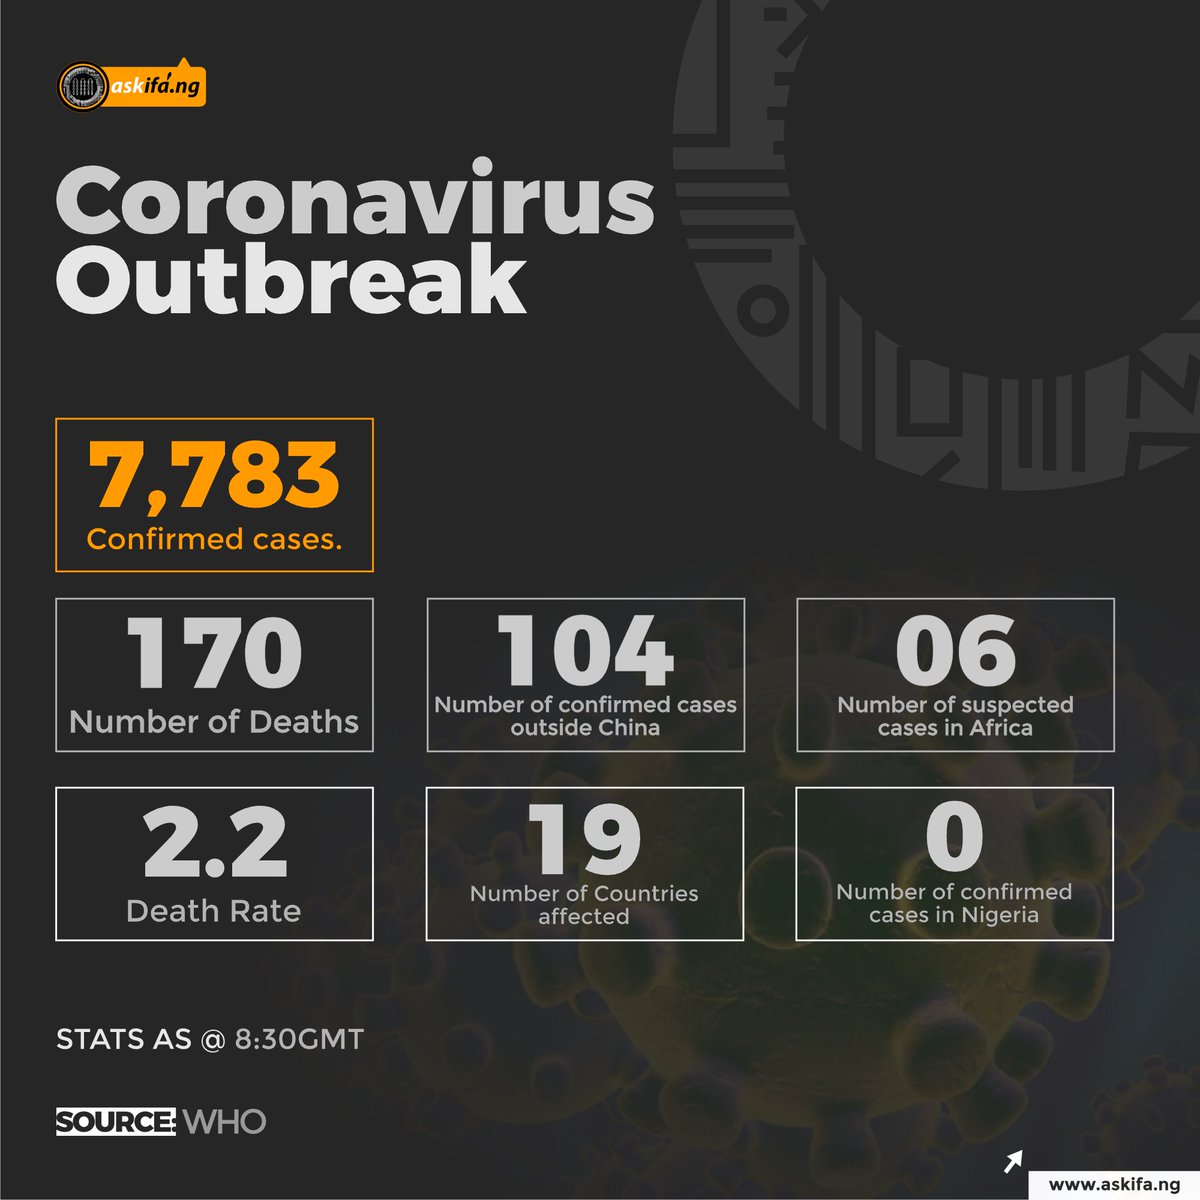 askifá.ng
Coronavirus
Outbreak
7,783
Confirmed cases.
170
Number of Deaths
104
Number of confirmed cases
outside China
06
Number of suspected
cases in Africa
2.2
Death Rate
19
Number of Countries
affected
0
Number of confirmed
cases in Nigeria
STATS AS @ 8:30GMT
SOURCE: WHO
www.askifa.ng